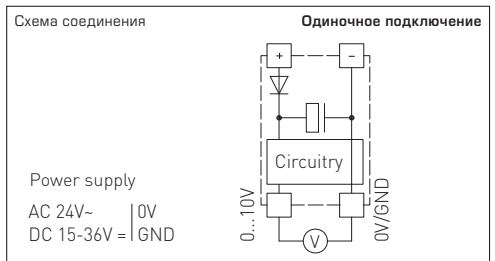 Схема соединения
Одиночное подключение
+ −
Circuitry
Power supply
AC 24V~ 0V
DC 15-36V = GND
0...10V
0V/GND
V